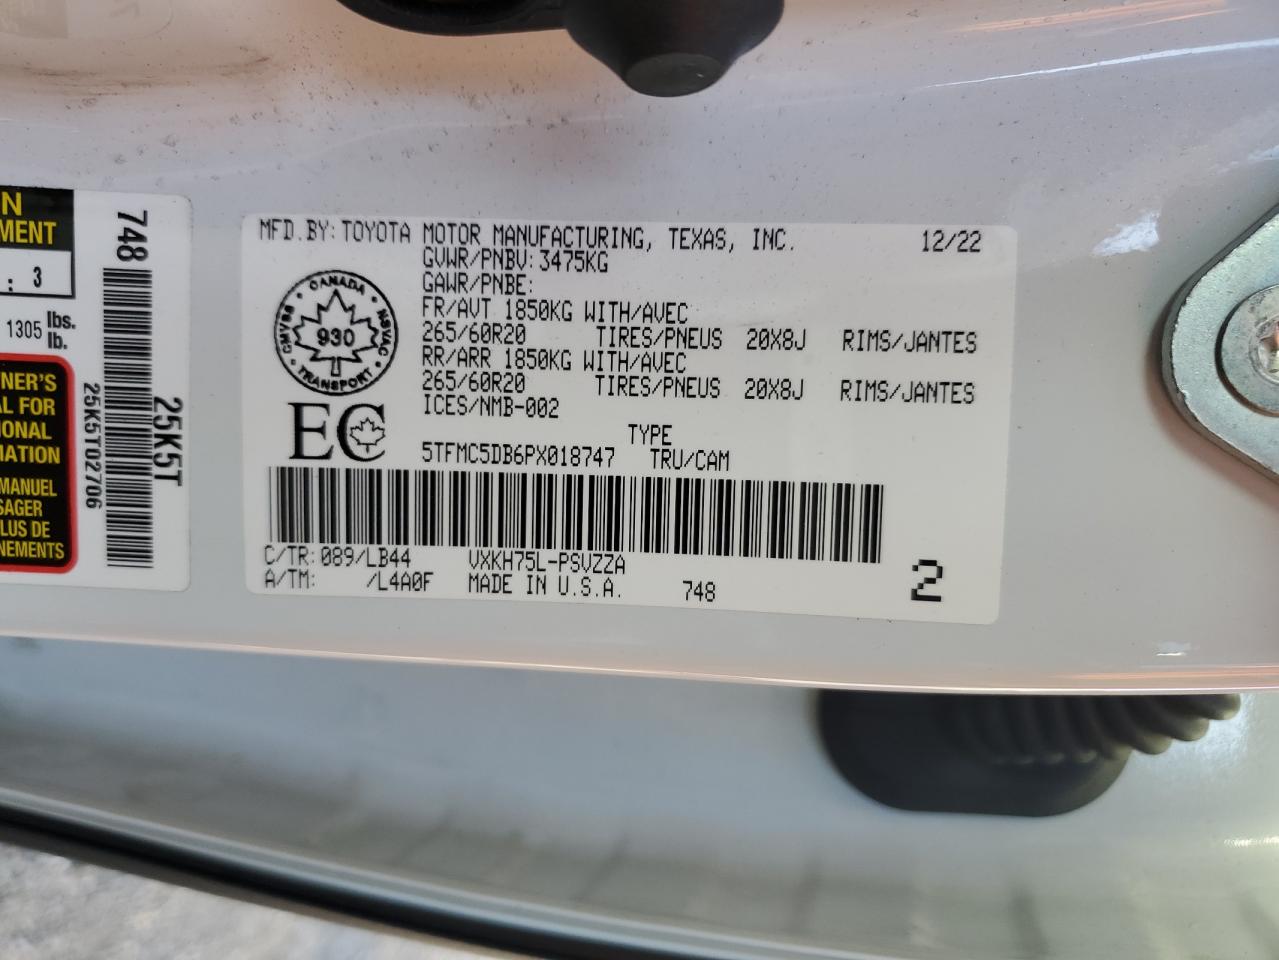 N
MENT
: 3
1305 lbs.
lb.
NER'S
L FOR
IONAL
MATION
MANUEL
SAGER
LUS DE
NEMENTS
748
25K5T
25K5T02706
MFD. BY: TOYOTA MOTOR MANUFACTURING, TEXAS, INC. 12/22
GVWR/PNBV: 3475KG
GAWR/PNBE:
FR/AVT 1850KG WITH/AVEC
265/60R20 TIRES/PNEUS 20X8J RIMS/JANTES
RR/ARR 1850KG WITH/AVEC
265/60R20 TIRES/PNEUS 20X8J RIMS/JANTES
ICES/NMB-002
CANADA
CMVSS
NSVAC
930
TRANSPORT
EC
TYPE
5TFMC5DB6PX018747 TRU/CAM
C/TR: 089/LB44 VXKH75L-PSVZZA
A/TM: /L4A0F MADE IN U.S.A. 748
2